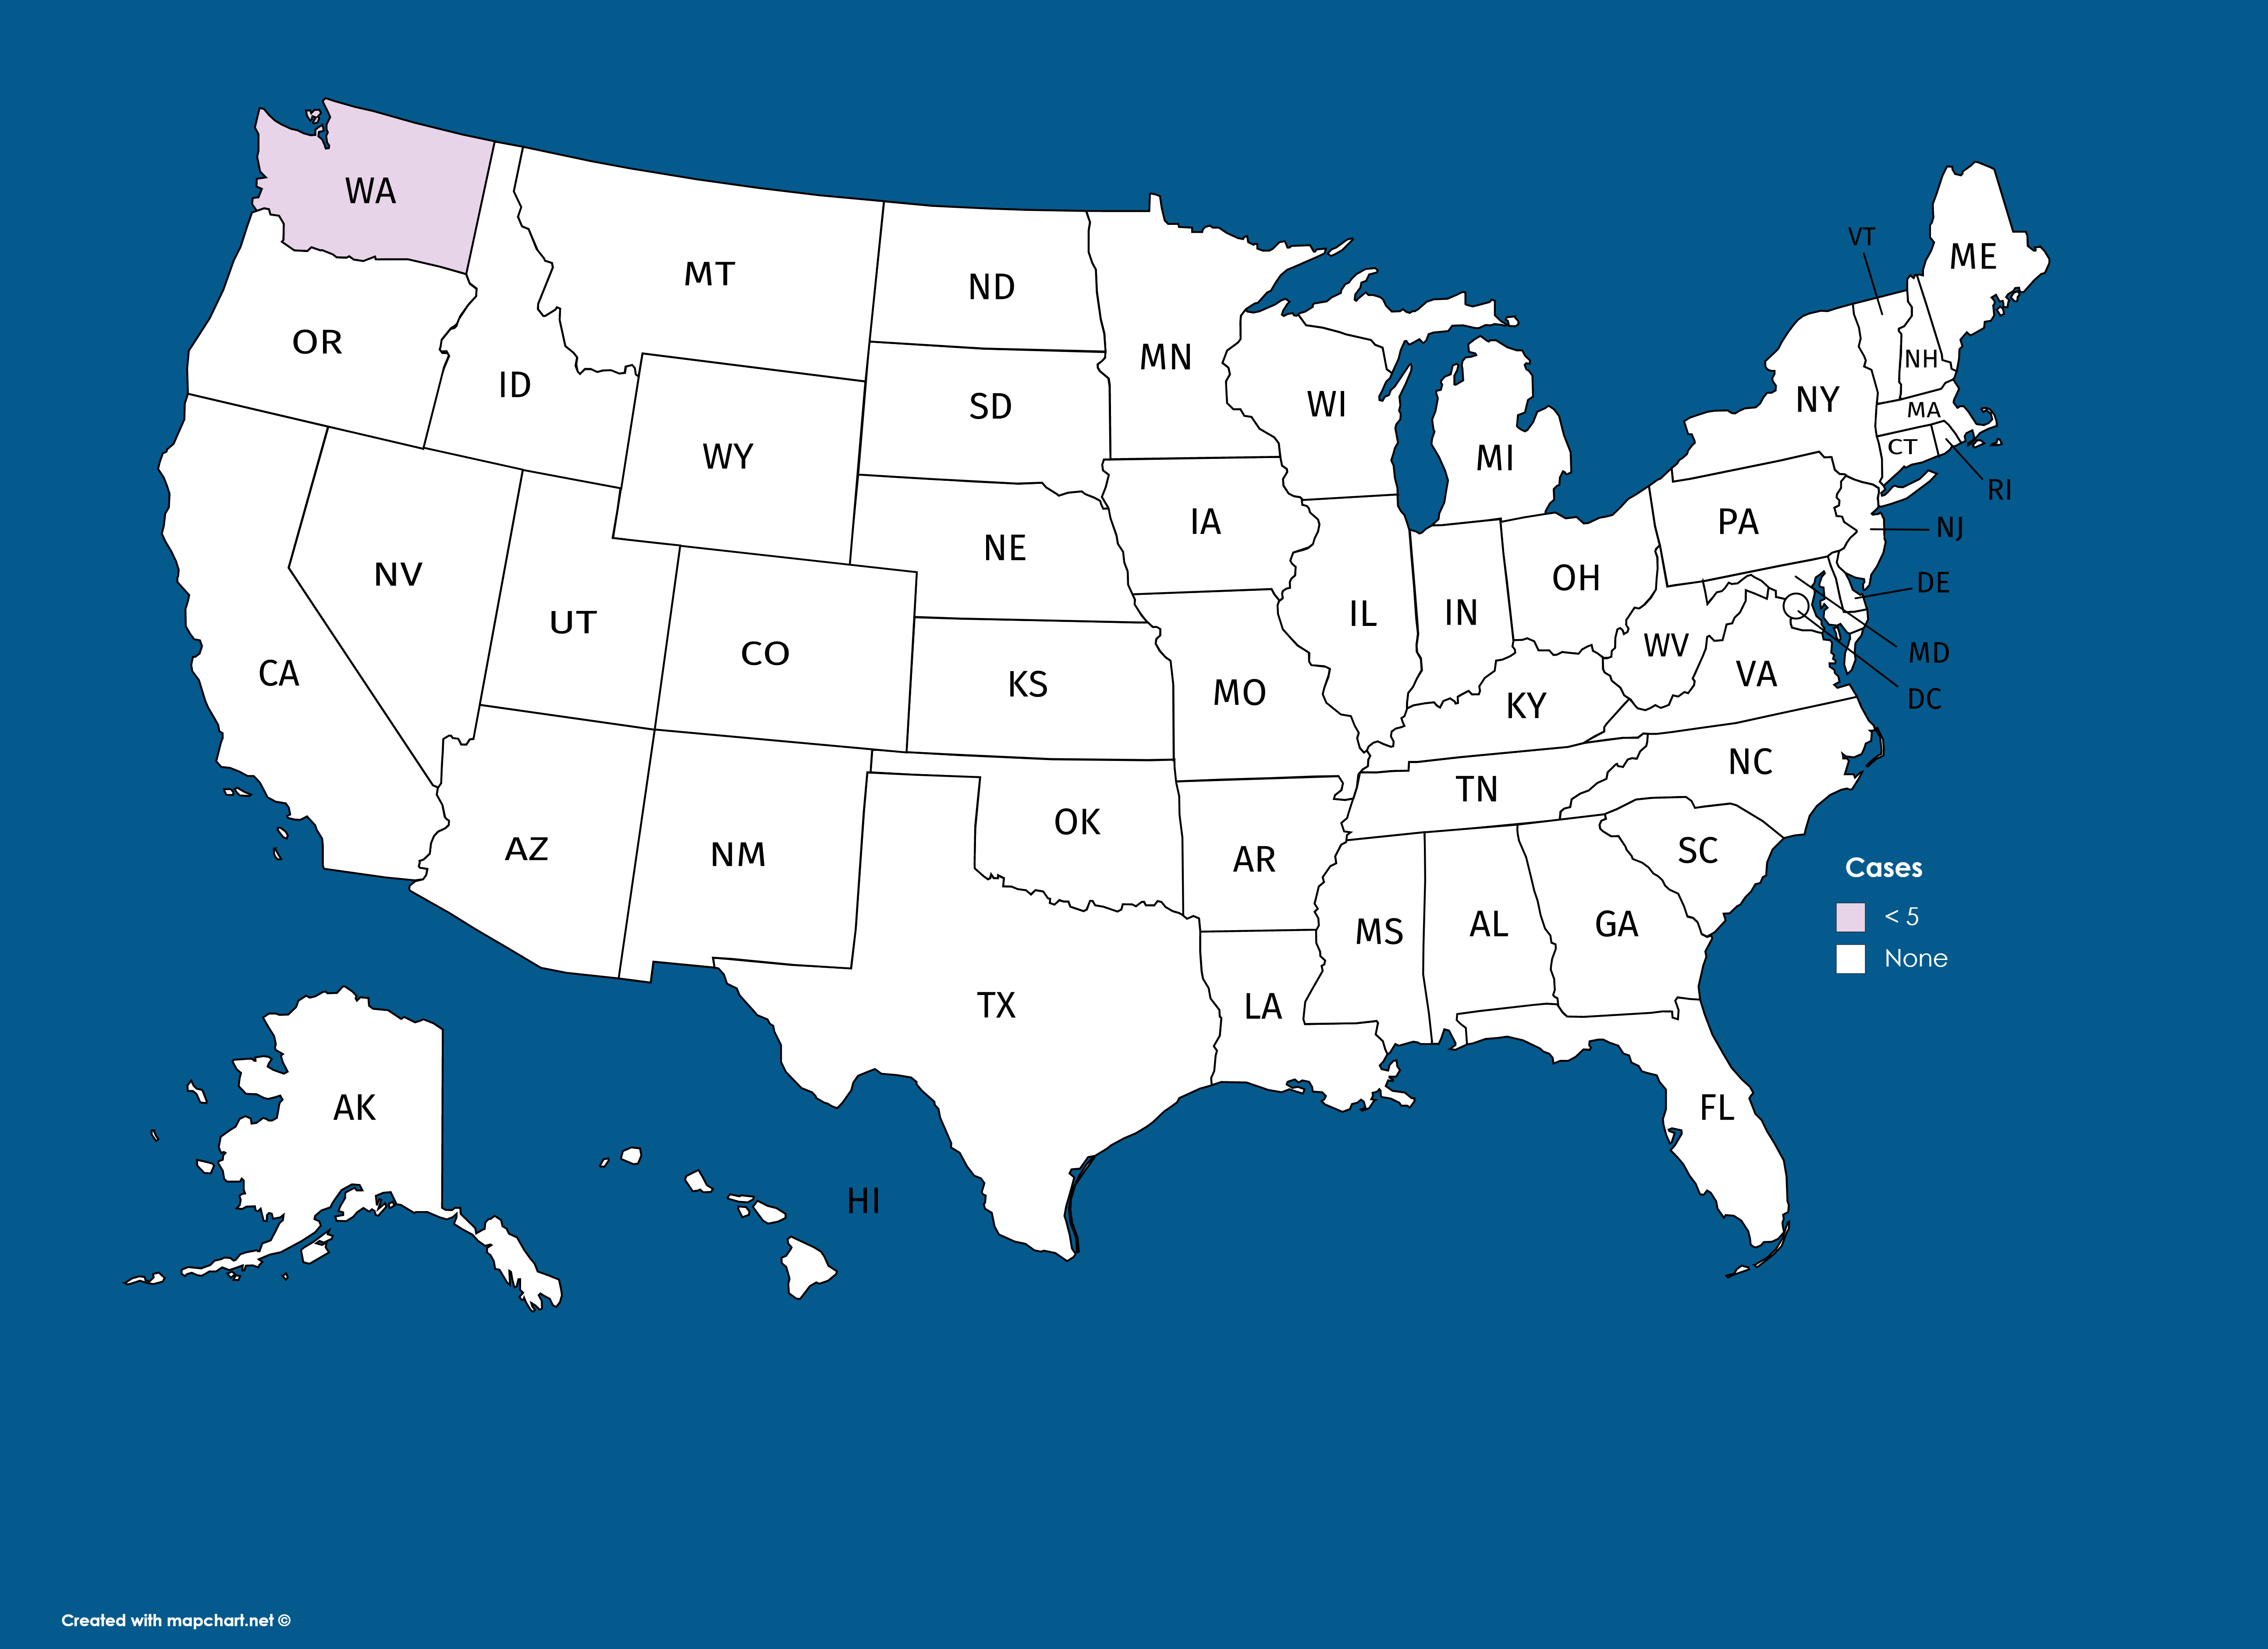 WA
VT
ME
MT
ND
OR
MN
NH
ID
NY
WI
SD
MA
CT
MI
WY
RI
IA
PA
NJ
NE
NV
OH
DE
UT
IL
IN
WV
CO
MD
CA
VA
KS
MO
DC
KY
NC
TN
OK
AZ
NM
AR
SC
Cases
< 5
MS
AL
GA
None
TX
LA
AK
FL
HI
Created with mapchart.net ©